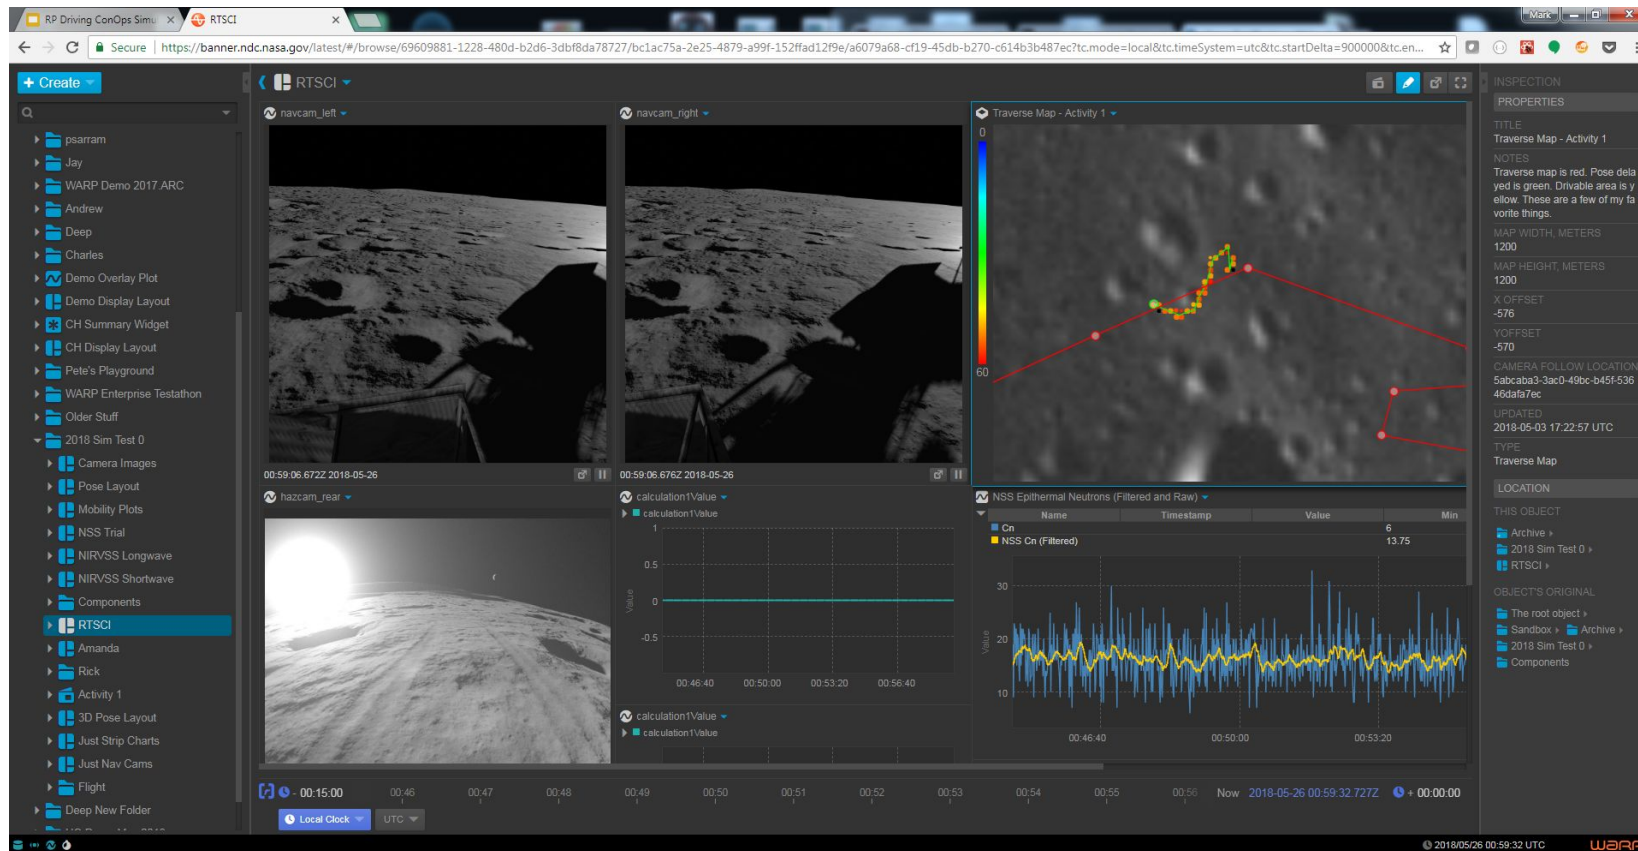 RP Driving ConOps Simu
RTSCI
Mark
Secure
https://banner.ndc.nasa.gov/latest/#/browse/69609881-1228-480d-b2d6-3dbf8da78727/bc1ac75a-2e25-4879-a99f-152ffad12f9e/a6079a68-cf19-45db-b270-c614b3b487ec?tc.mode=local&tc.timeSystem=utc&tc.startDelta=900000&tc.en...
+ Create
psarram
Jay
WARP Demo 2017.ARC
Andrew
Deep
Charles
Demo Overlay Plot
Demo Display Layout
CH Summary Widget
CH Display Layout
Pete's Playground
WARP Enterprise Testathon
Older Stuff
2018 Sim Test 0
Camera Images
Pose Layout
Mobility Plots
NSS Trial
NIRVSS Longwave
NIRVSS Shortwave
Components
RTSCI
Amanda
Rick
Activity 1
3D Pose Layout
Just Strip Charts
Just Nav Cams
Flight
Deep New Folder
RTSCI
navcam_left
00:59:06.672Z 2018-05-26
navcam_right
00:59:06.676Z 2018-05-26
Traverse Map - Activity 1
0
60
hazcam_rear
calculation1Value
calculation1Value
1
0.5
0
-0.5
Value
00:46:40 00:50:00 00:53:20 00:56:40
calculation1Value
calculation1Value
NSS Epithermal Neutrons (Filtered and Raw)
Name Timestamp Value Min
Cn 6
NSS Cn (Filtered) 13.75
30
20
10
Value
00:46:40 00:50:00 00:53:20
- 00:15:00 00:46 00:47 00:48 00:49 00:50 00:51 00:52 00:53 00:54 00:55 00:56 Now 2018-05-26 00:59:32.727Z + 00:00:00
Local Clock UTC
INSPECTION
PROPERTIES
TITLE
Traverse Map - Activity 1
NOTES
Traverse map is red. Pose dela
yed is green. Drivable area is y
ellow. These are a few of my fa
vorite things.
MAP WIDTH, METERS
1200
MAP HEIGHT, METERS
1200
X OFFSET
-576
YOFFSET
-570
CAMERA FOLLOW LOCATION
5abcaba3-3ac0-49bc-b45f-536
46dafa7ec
UPDATED
2018-05-03 17:22:57 UTC
TYPE
Traverse Map
LOCATION
THIS OBJECT
Archive
2018 Sim Test 0
RTSCI
OBJECT'S ORIGINAL
The root object
Sandbox Archive
2018 Sim Test 0
Components
2018/05/26 00:59:32 UTC
WARP